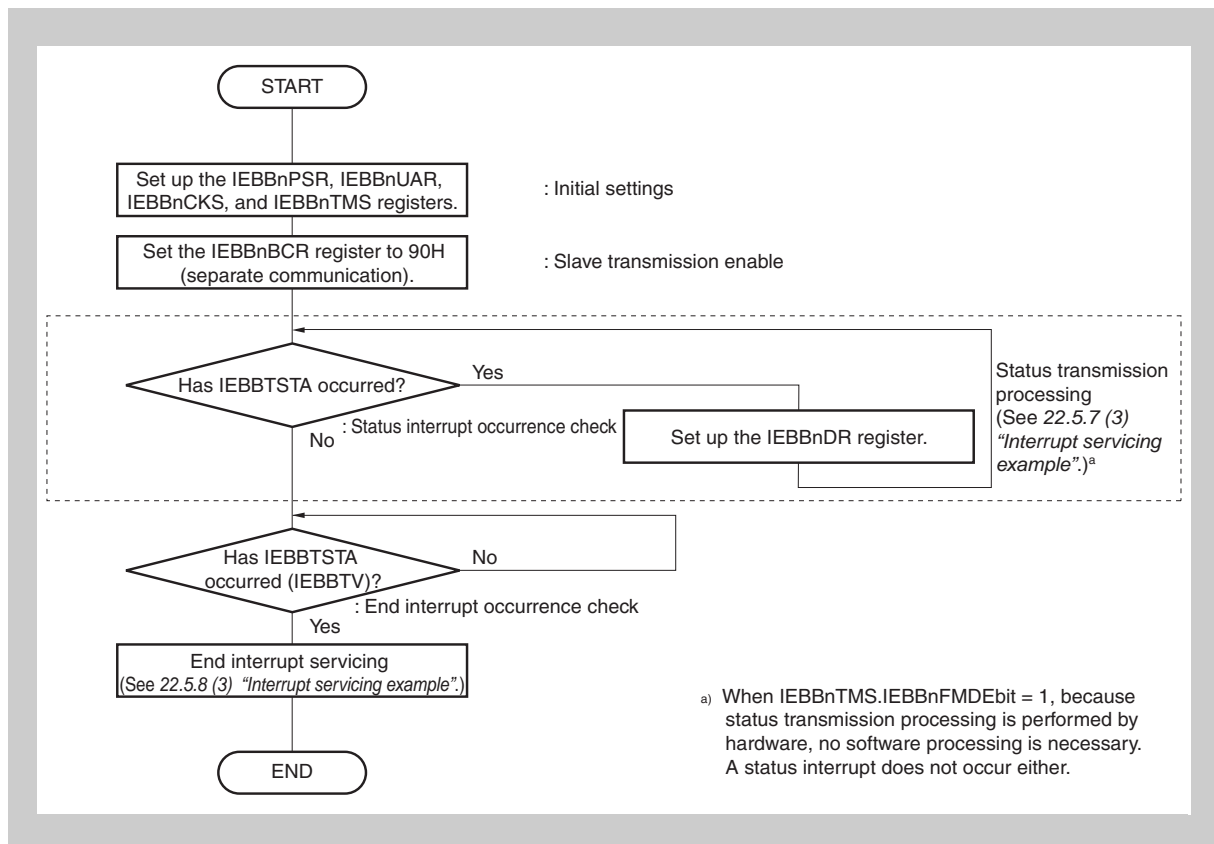 START
Set up the IEBBnPSR, IEBBnUAR,
IEBBnCKS, and IEBBnTMS registers.
: Initial settings
Set the IEBBnBCR register to 90H
(separate communication).
: Slave transmission enable
Has IEBBTSTA occurred?
Yes
No
: Status interrupt occurrence check
Set up the IEBBnDR register.
Status transmission
processing
(See 22.5.7 (3)
"Interrupt servicing
example".)a
Has IEBBTSTA
occurred (IEBBTV)?
No
: End interrupt occurrence check
Yes
End interrupt servicing
(See 22.5.8 (3) "Interrupt servicing example".)
END
a) When IEBBnTMS.IEBBnFMDEbit = 1, because
status transmission processing is performed by
hardware, no software processing is necessary.
A status interrupt does not occur either.